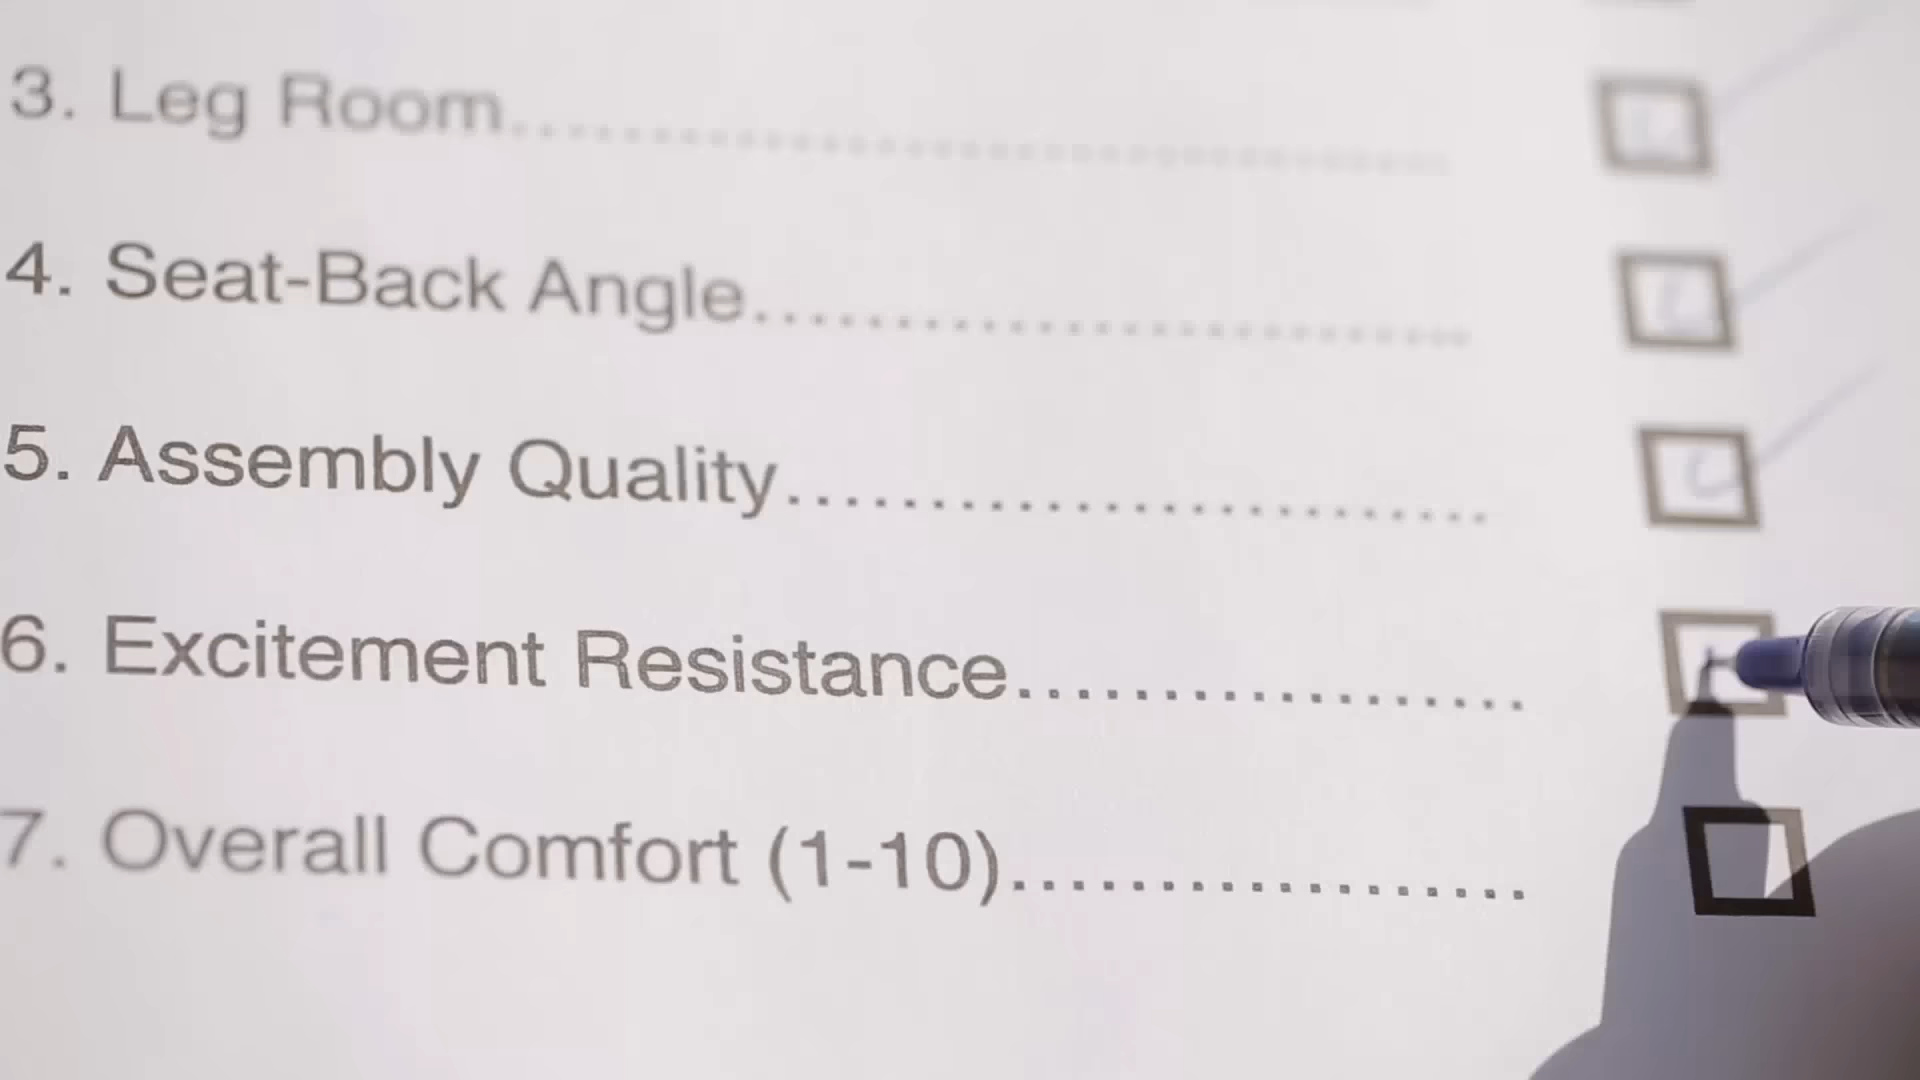 3. Leg Room................................
4. Seat-Back Angle.........................
5. Assembly Quality.........................
6. Excitement Resistance..................
7. Overall Comfort (1-10)..................